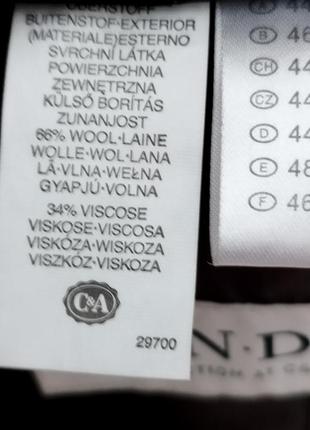 OBERSTOFF
BUITENSTOF·EXTERIOR
(MATERIALE)ESTERNO
SVRCHNÍ LÁTKA
POWIERZCHNIA
ZEWNĘTRZNA
KÜLSŐ BORÍTÁS
ZUNANJOST
66% WOOL·LAINE
WOLLE·WOL·LANA
LÃ·VLNA·WEŁNA
GYAPJÚ·VOLNA
34% VISCOSE
VISKOSE·VISCOSA
VISKÓZA·WISKOZA
VISZKÓZ·VISKOZA
C&A
29700
A 44
B 46
CH 44
CZ 44
D 44
E 48
F 46
N·D